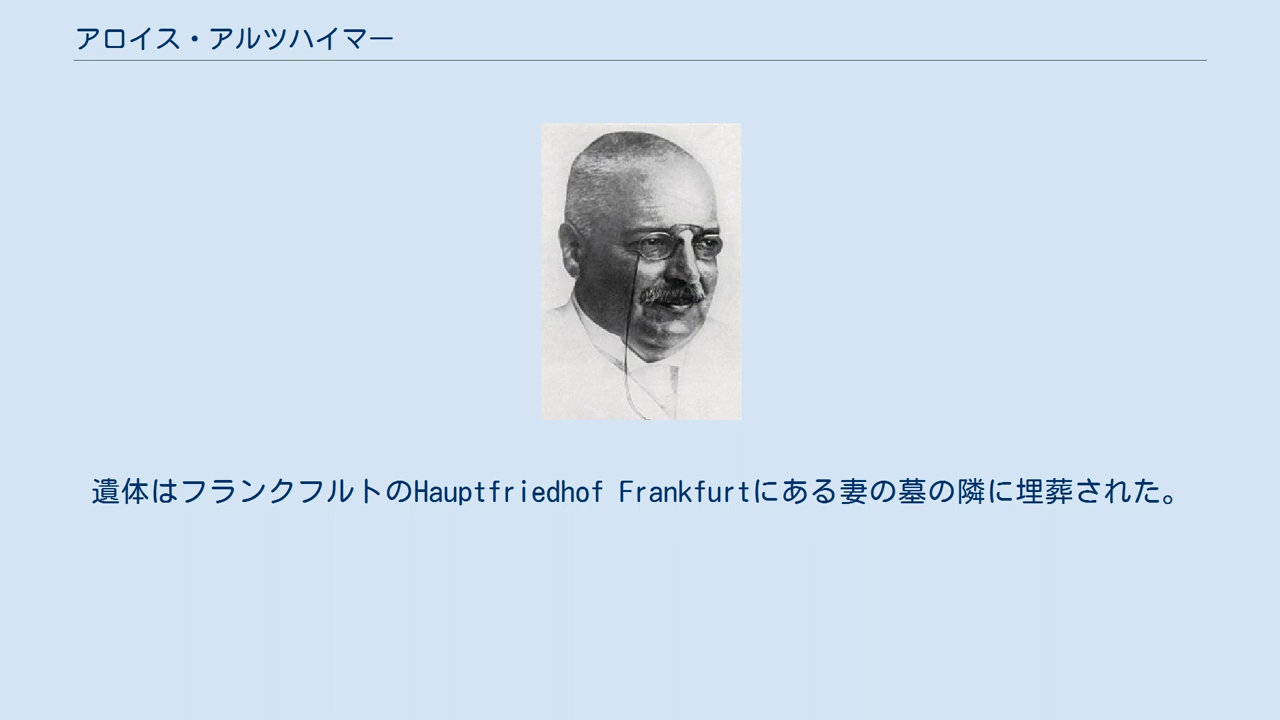 アロイス・アルツハイマー
遺体はフランクフルトのHauptfriedhof Frankfurtにある妻の墓の隣に埋葬された。